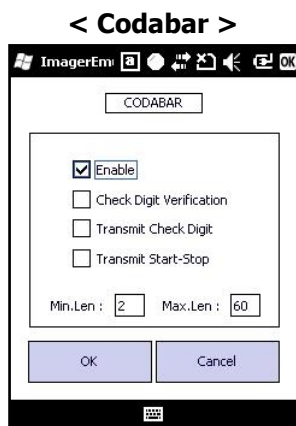 < Codabar >
ImagerEm a OK
CODABAR
Enable
Check Digit Verification
Transmit Check Digit
Transmit Start-Stop
Min.Len : 2 Max.Len : 60
OK Cancel